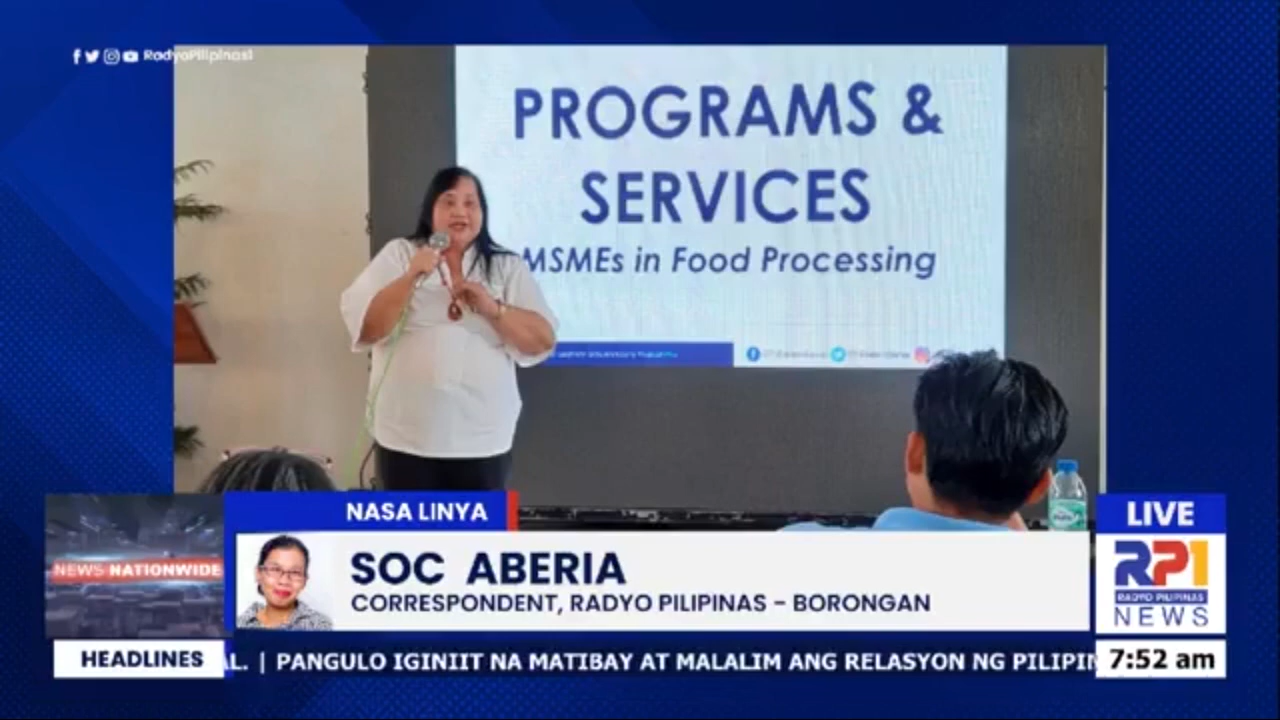 RadyoPilipinas1
PROGRAMS &
SERVICES
MSMEs in Food Processing
NASA LINYA
NEWS NATIONWIDE
SOC ABERIA
CORRESPONDENT, RADYO PILIPINAS - BORONGAN
LIVE
RP1
RADYO PILIPINAS
NEWS
HEADLINES
AL. | PANGULO IGINIIT NA MATIBAY AT MALALIM ANG RELASYON NG PILIPIN
7:52 am